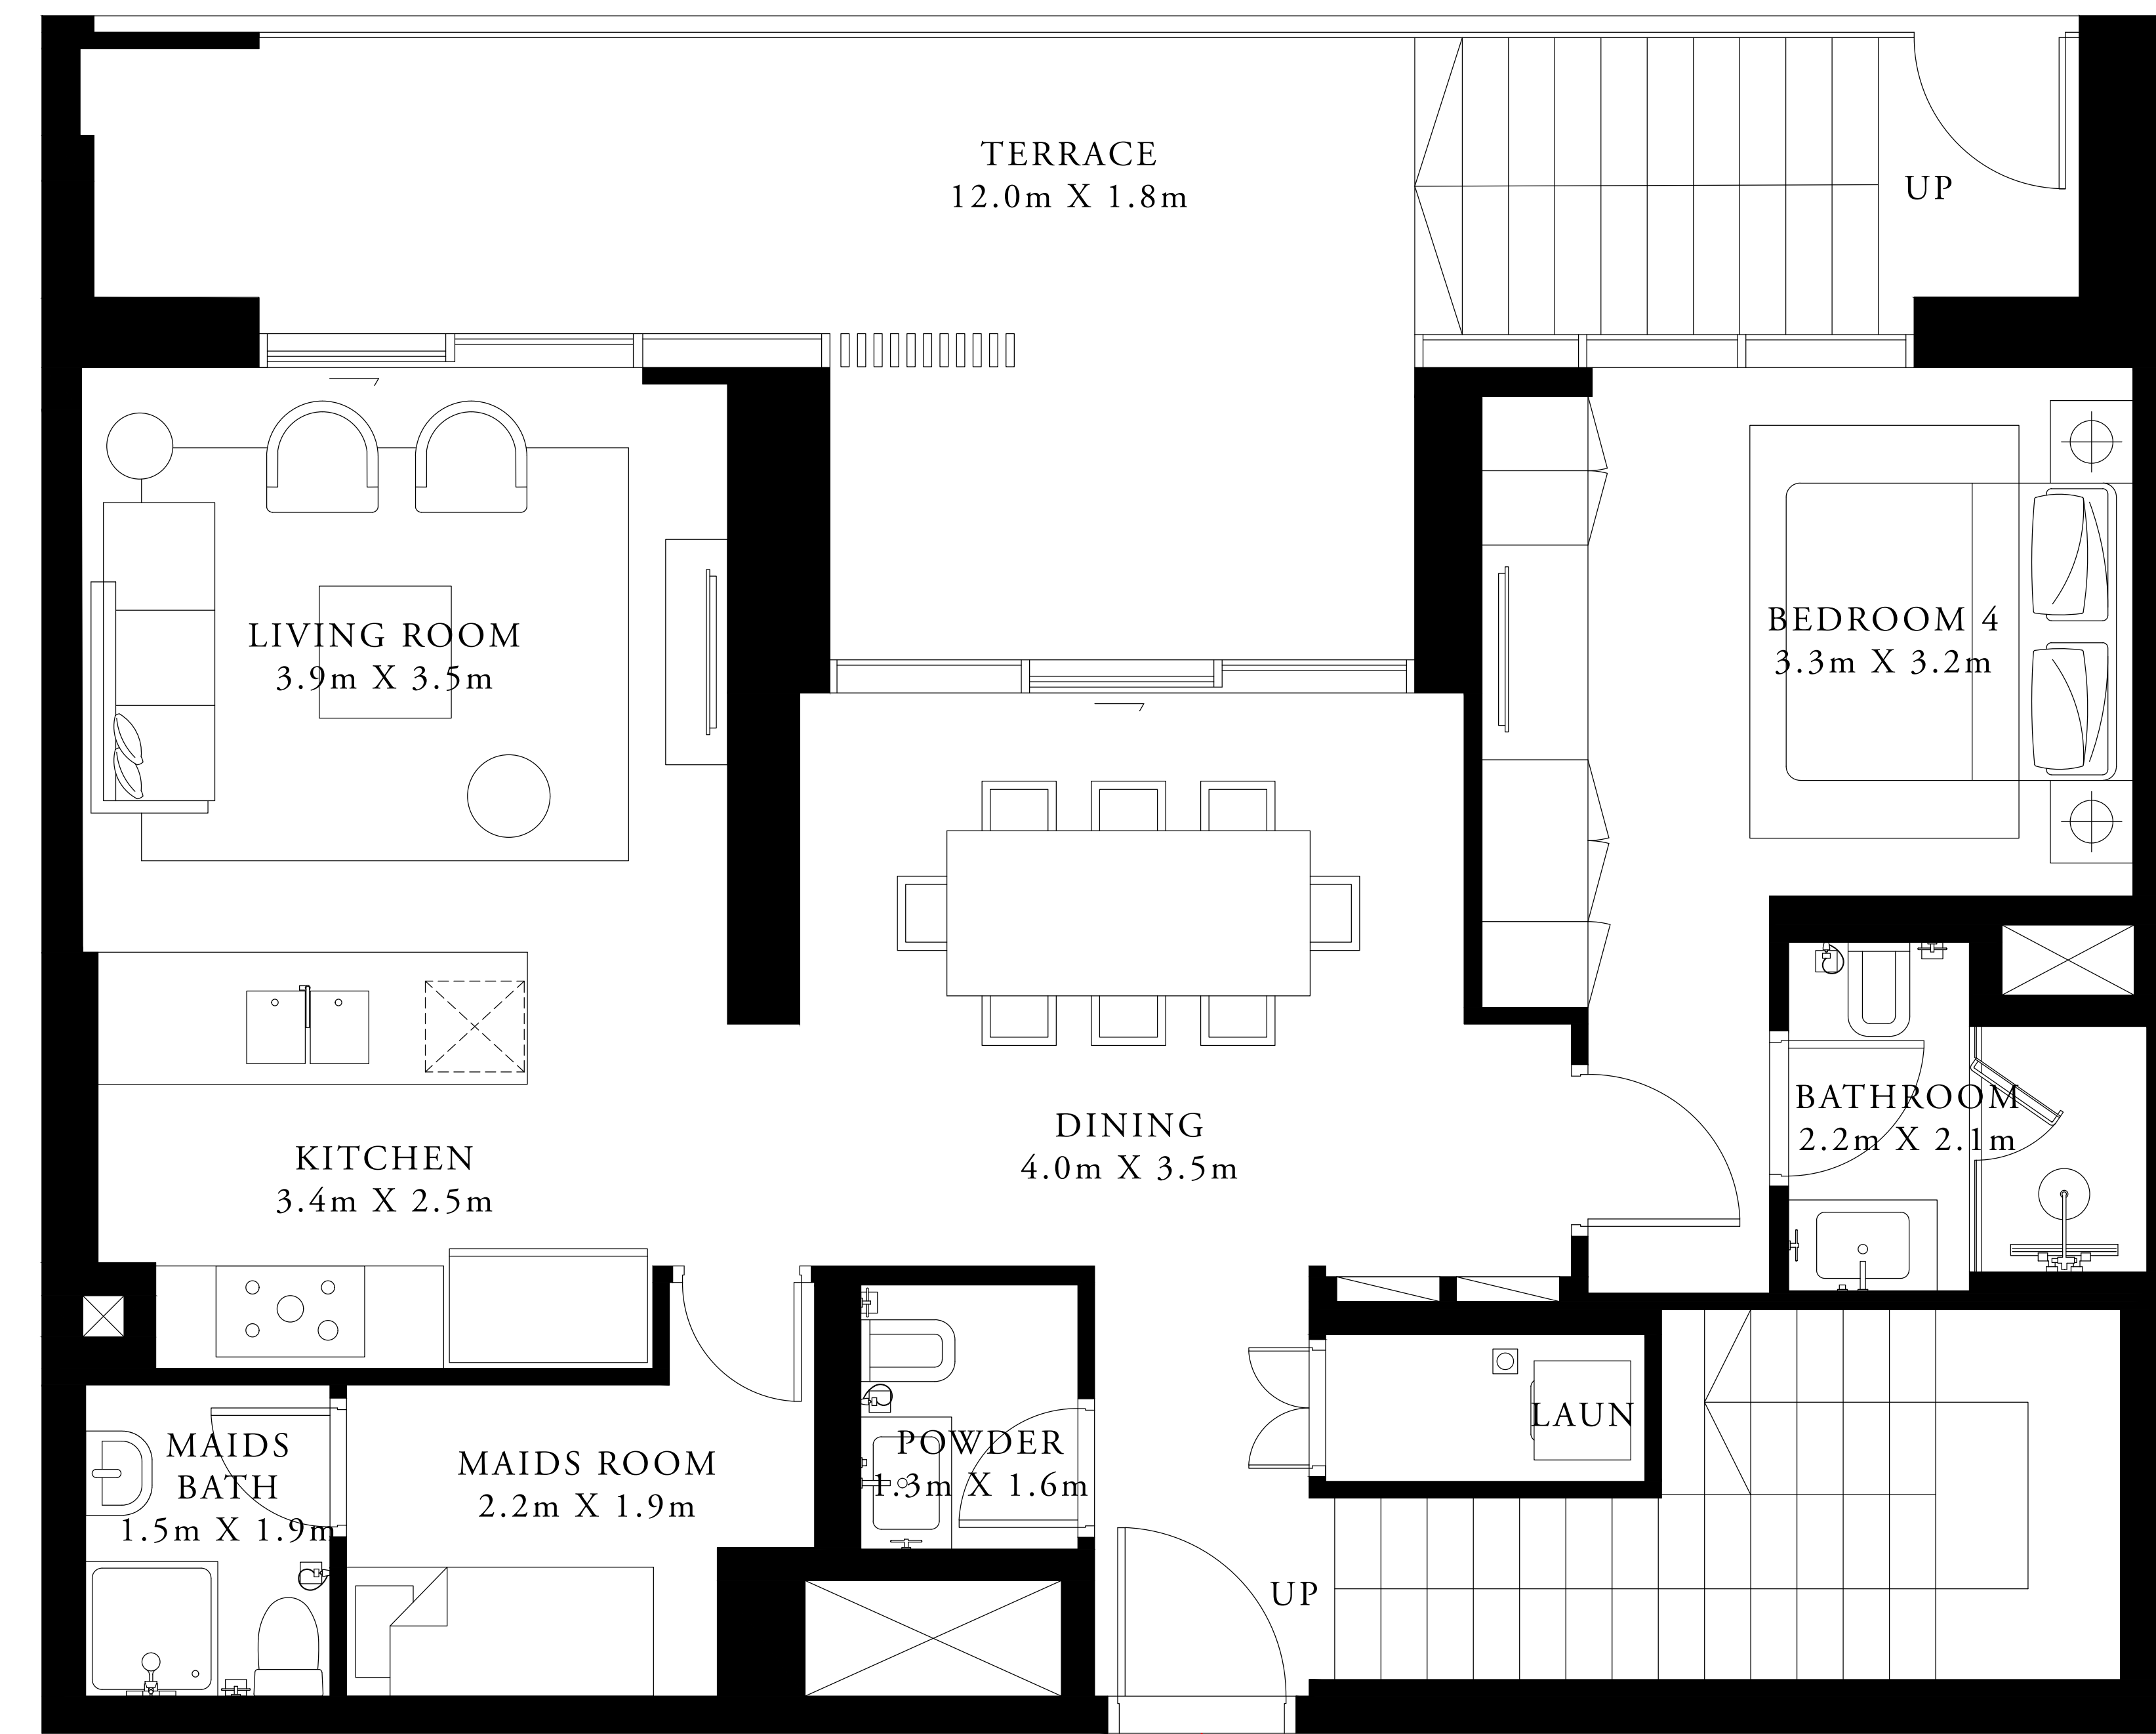 TERRACE
12.0m X 1.8m
UP
LIVING ROOM
3.9m X 3.5m
BEDROOM 4
3.3m X 3.2m
BATHROOM
2.2m X 2.1m
DINING
4.0m X 3.5m
KITCHEN
3.4m X 2.5m
MAIDS
BATH
1.5m X 1.9m
MAIDS ROOM
2.2m X 1.9m
POWDER
1.3m X 1.6m
LAUN
UP